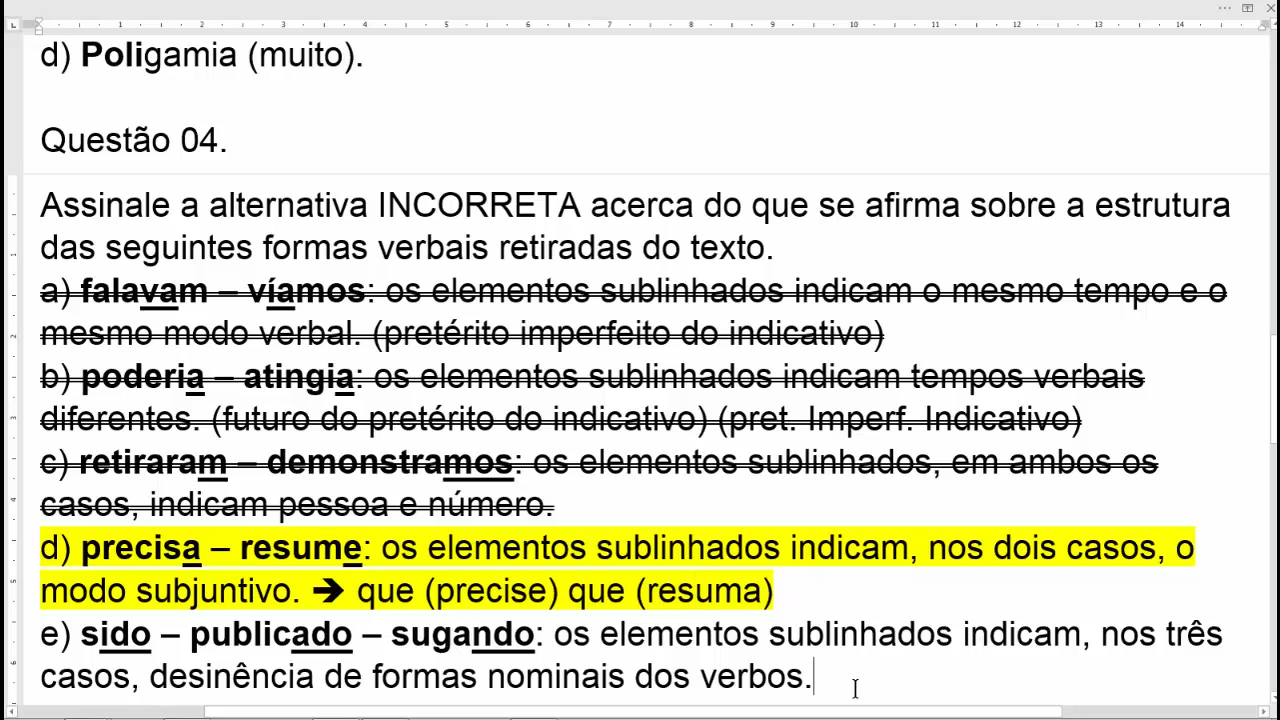 d) Poligamia (muito).
Questão 04.
Assinale a alternativa INCORRETA acerca do que se afirma sobre a estrutura
das seguintes formas verbais retiradas do texto.
a) falavam – víamos: os elementos sublinhados indicam o mesmo tempo e o
mesmo modo verbal. (pretérito imperfeito do indicativo)
b) poderia – atingia: os elementos sublinhados indicam tempos verbais
diferentes. (futuro do pretérito do indicativo) (pret. Imperf. Indicativo)
c) retiraram – demonstramos: os elementos sublinhados, em ambos os
casos, indicam pessoa e número.
d) precisa – resume: os elementos sublinhados indicam, nos dois casos, o
modo subjuntivo. ➔ que (precise) que (resuma)
e) sido – publicado – sugando: os elementos sublinhados indicam, nos três
casos, desinência de formas nominais dos verbos.